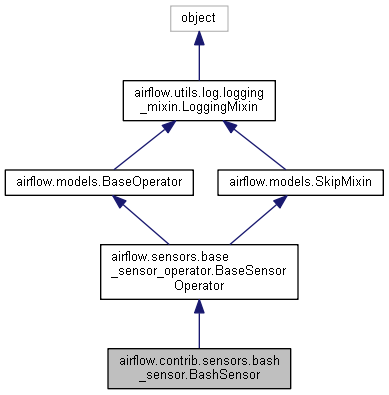 object
airflow.utils.log.logging
_mixin.LoggingMixin
airflow.models.BaseOperator
airflow.models.SkipMixin
airflow.sensors.base
_sensor_operator.BaseSensor
Operator
airflow.contrib.sensors.bash
_sensor.BashSensor